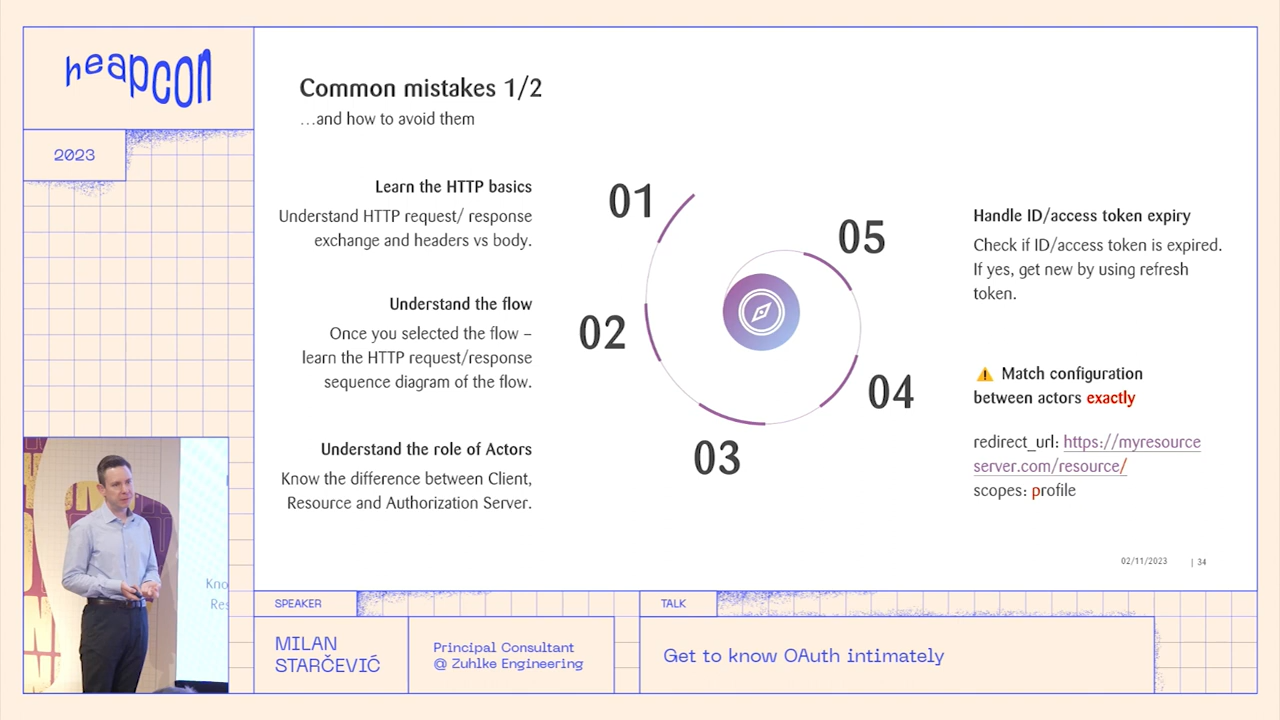 heapcon
2023
Common mistakes 1/2
...and how to avoid them
Learn the HTTP basics
Understand HTTP request/ response
exchange and headers vs body.
Understand the flow
Once you selected the flow –
learn the HTTP request/response
sequence diagram of the flow.
Understand the role of Actors
Know the difference between Client,
Resource and Authorization Server.
01
02
03
04
05
Handle ID/access token expiry
Check if ID/access token is expired.
If yes, get new by using refresh
token.
⚠️ Match configuration
between actors exactly
redirect_url: https://myresource
server.com/resource/
scopes: profile
02/11/2023 | 34
Kno
Res
SPEAKER
MILAN
STARČEVIĆ
Principal Consultant
@ Zuhlke Engineering
TALK
Get to know OAuth intimately